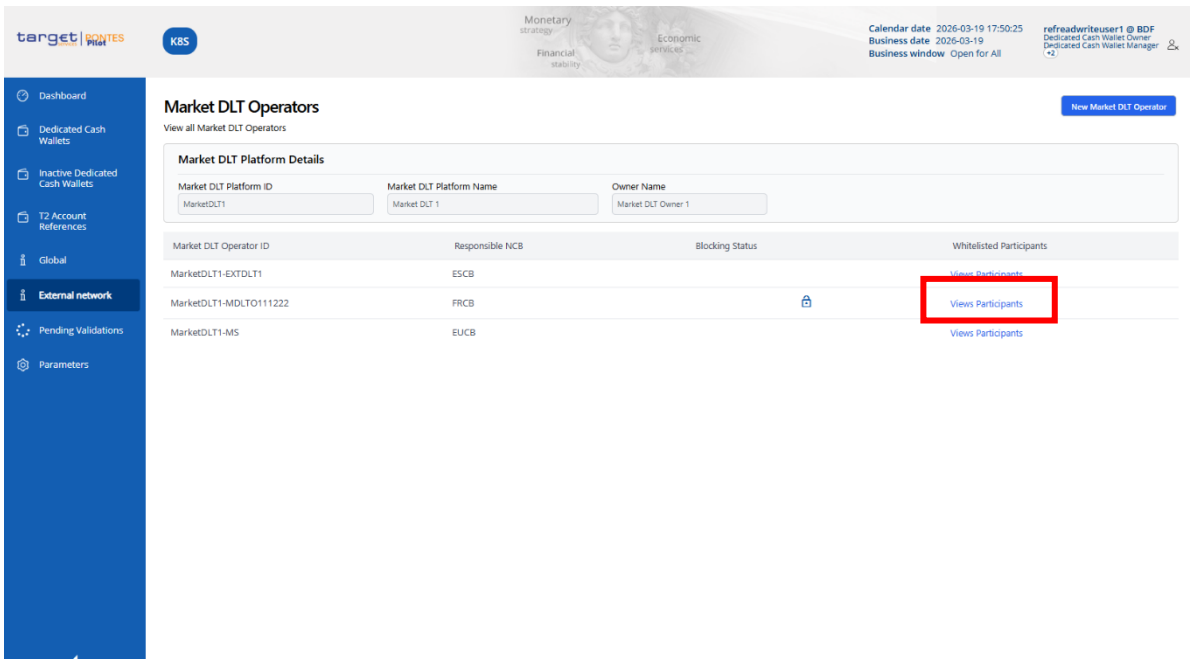 target | PONTES
Services Pilot
K8S
Monetary
strategy
Economic
services
Financial
stability
Calendar date 2026-03-19 17:50:25
Business date 2026-03-19
Business window Open for All
refreadwriteuser1 @ BDF
Dedicated Cash Wallet Owner
Dedicated Cash Wallet Manager
+2
Dashboard
Dedicated Cash
Wallets
Inactive Dedicated
Cash Wallets
T2 Account
References
Global
External network
Pending Validations
Parameters
Market DLT Operators
New Market DLT Operator
View all Market DLT Operators
Market DLT Platform Details
Market DLT Platform ID Market DLT Platform Name Owner Name
MarketDLT1 Market DLT 1 Market DLT Owner 1
Market DLT Operator ID Responsible NCB Blocking Status Whitelisted Participants
MarketDLT1-EXTDLT1 ESCB Views Participants
MarketDLT1-MDLTO111222 FRCB Views Participants
MarketDLT1-MS EUCB Views Participants